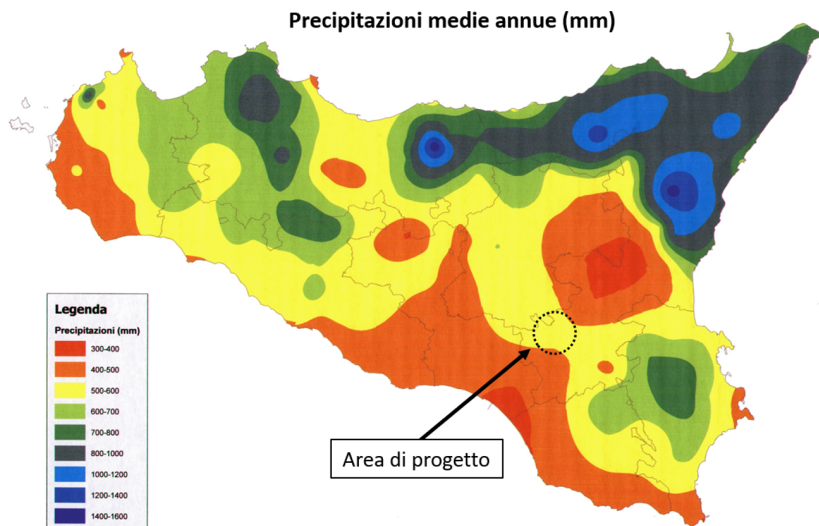 Precipitazioni medie annue (mm)
Legenda
Precipitazioni (mm)
300-400
400-500
500-600
600-700
700-800
800-1000
1000-1200
1200-1400
1400-1600
Area di progetto